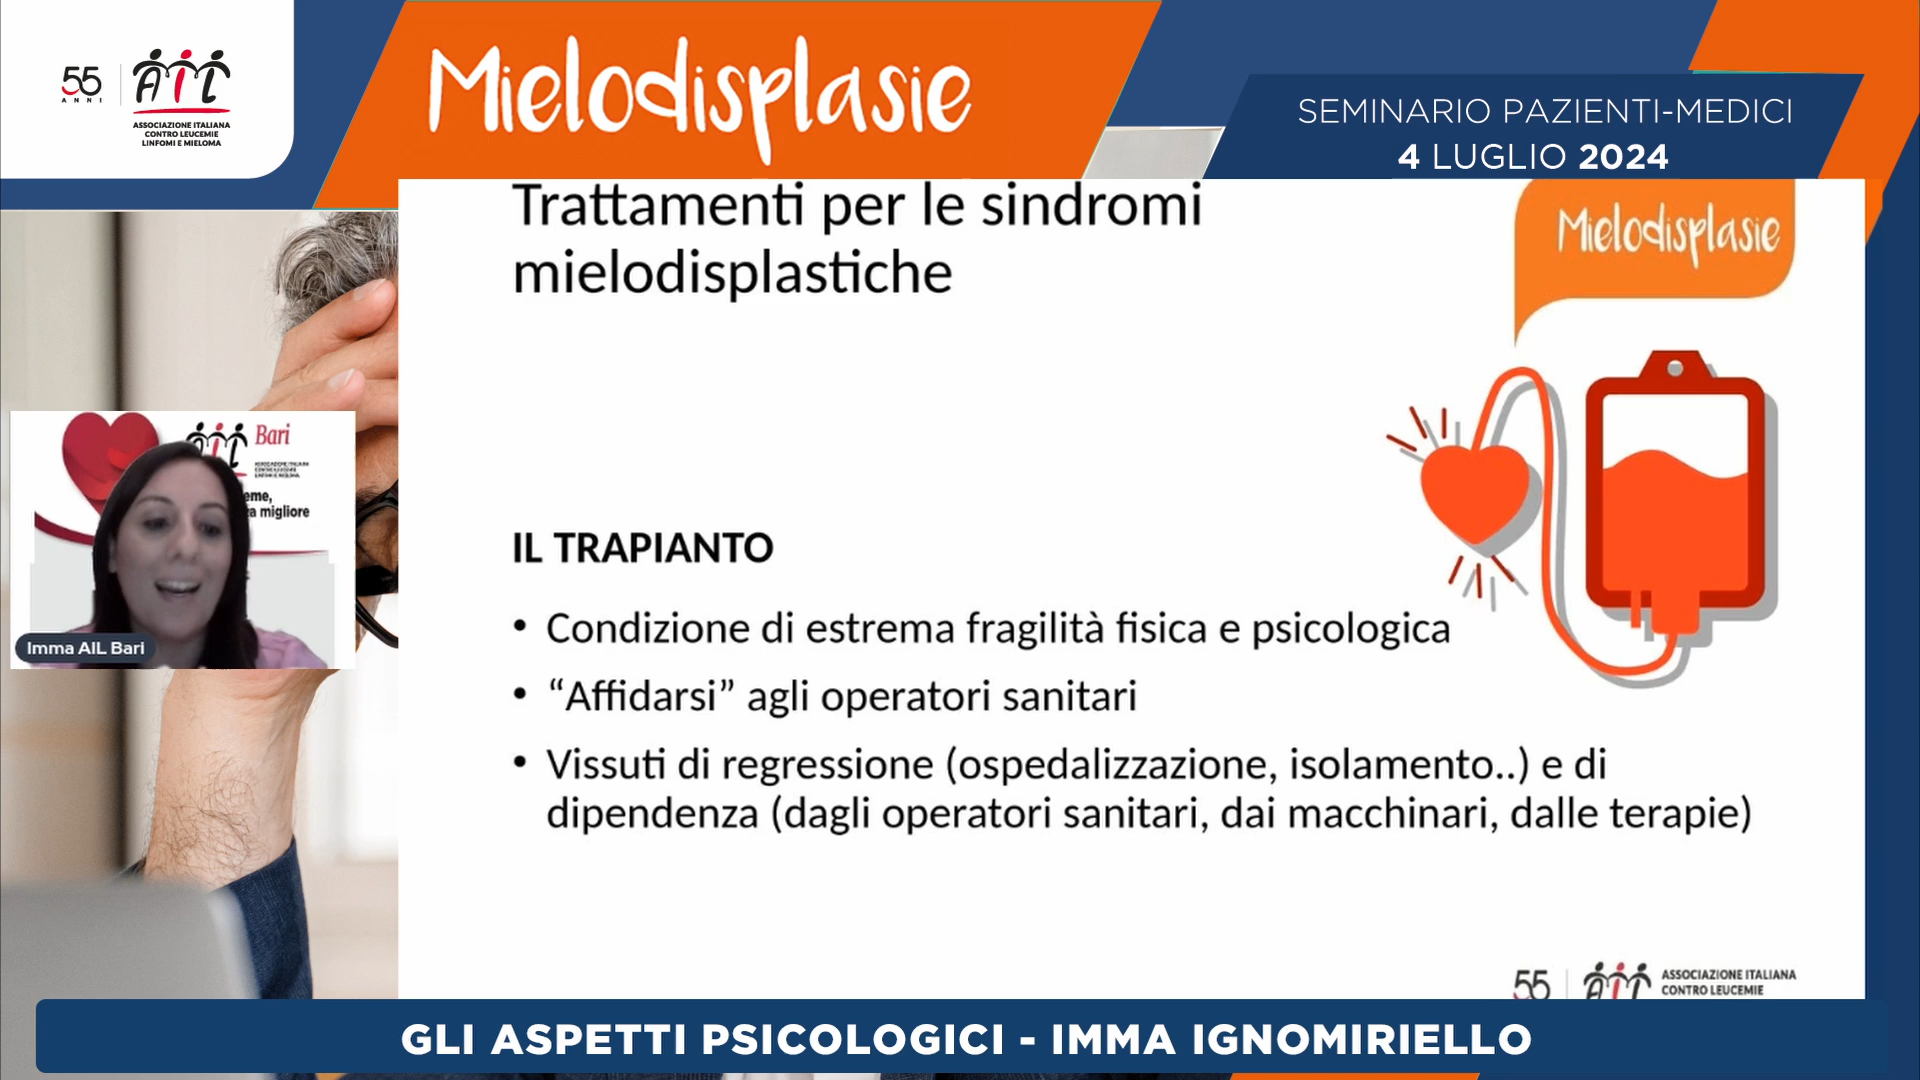 55
ANNI
AIL
ASSOCIAZIONE ITALIANA
CONTRO LEUCEMIE
LINFOMI E MIELOMA
Mielodisplasie
SEMINARIO PAZIENTI-MEDICI
4 LUGLIO 2024
Trattamenti per le sindromi
mielodisplastiche
Mielodisplasie
Bari
migliore
Imma AIL Bari
IL TRAPIANTO
• Condizione di estrema fragilità fisica e psicologica
• “Affidarsi” agli operatori sanitari
• Vissuti di regressione (ospedalizzazione, isolamento..) e di
dipendenza (dagli operatori sanitari, dai macchinari, dalle terapie)
55
AIL
ASSOCIAZIONE ITALIANA
CONTRO LEUCEMIE
GLI ASPETTI PSICOLOGICI - IMMA IGNOMIRIELLO